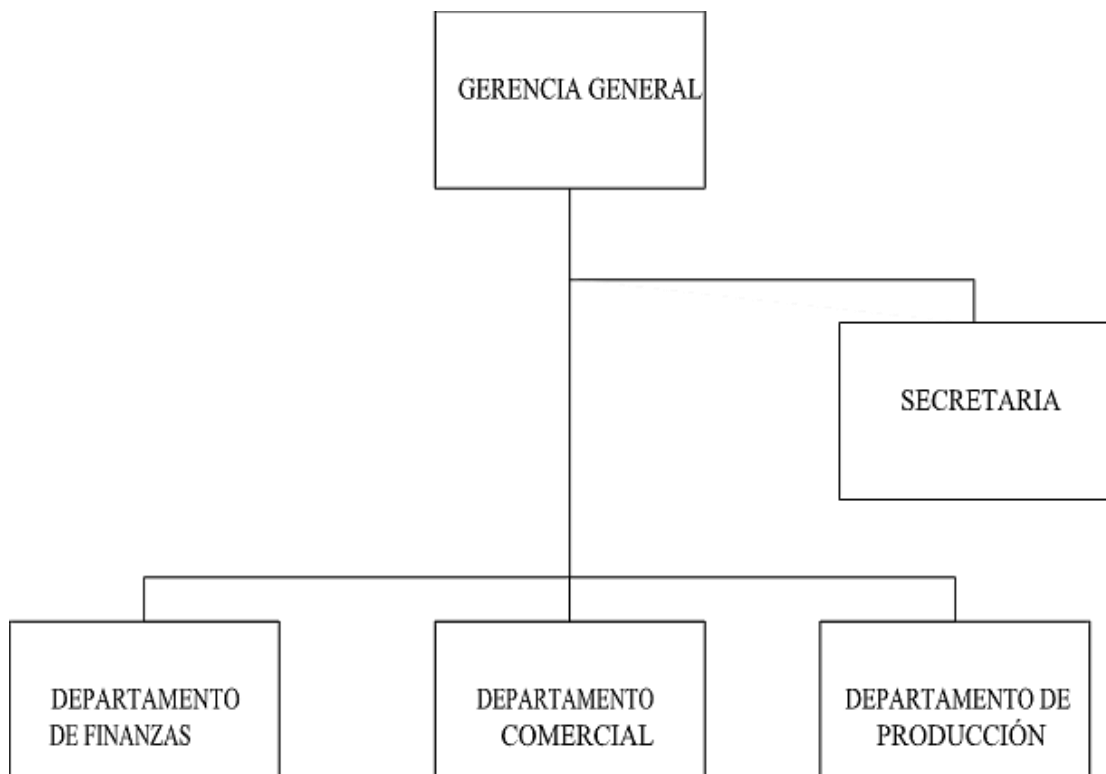 GERENCIA GENERAL
SECRETARIA
DEPARTAMENTO
DE FINANZAS
DEPARTAMENTO
COMERCIAL
DEPARTAMENTO DE
PRODUCCIÓN